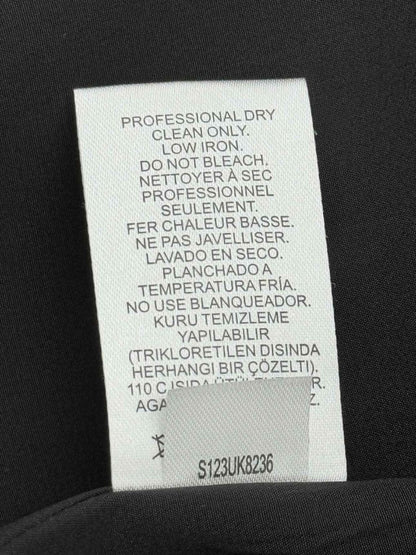 PROFESSIONAL DRY
CLEAN ONLY.
LOW IRON.
DO NOT BLEACH.
NETTOYER À SEC
PROFESSIONNEL
SEULEMENT.
FER CHALEUR BASSE.
NE PAS JAVELLISER.
LAVADO EN SECO.
PLANCHADO A
TEMPERATURA FRÍA.
NO USE BLANQUEADOR.
KURU TEMIZLEME
YAPILABILIR
(TRIKLORETILEN DISINDA
HERHANGI BIR ÇÖZELTI).
110 C
S123UK8236